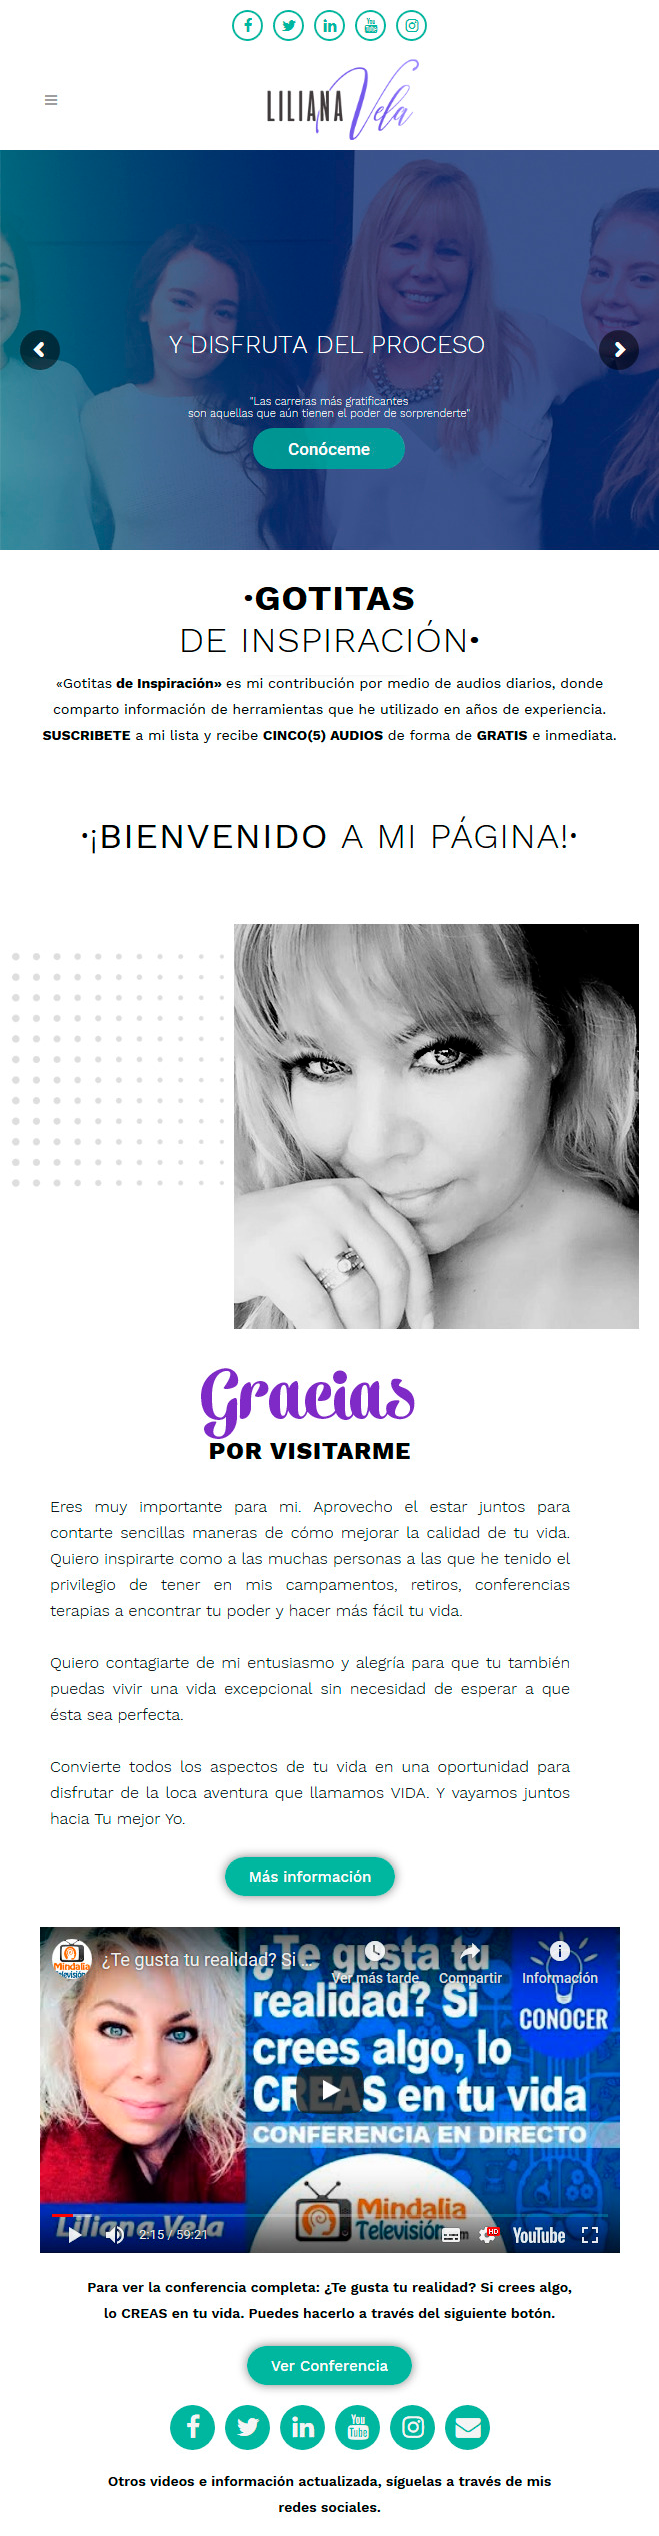 LILIANA Vela
Y DISFRUTA DEL PROCESO
"Las carreras más gratificantes
son aquellas que aún tienen el poder de sorprenderte"
Conóceme
·GOTITAS
DE INSPIRACIÓN·
«Gotitas de Inspiración» es mi contribución por medio de audios diarios, donde
comparto información de herramientas que he utilizado en años de experiencia.
SUSCRIBETE a mi lista y recibe CINCO(5) AUDIOS de forma de GRATIS e inmediata.
·¡BIENVENIDO A MI PÁGINA!·
Gracias
POR VISITARME
Eres muy importante para mi. Aprovecho el estar juntos para
contarte sencillas maneras de cómo mejorar la calidad de tu vida.
Quiero inspirarte como a las muchas personas a las que he tenido el
privilegio de tener en mis campamentos, retiros, conferencias
terapias a encontrar tu poder y hacer más fácil tu vida.
Quiero contagiarte de mi entusiasmo y alegría para que tu también
puedas vivir una vida excepcional sin necesidad de esperar a que
ésta sea perfecta.
Convierte todos los aspectos de tu vida en una oportunidad para
disfrutar de la loca aventura que llamamos VIDA. Y vayamos juntos
hacia Tu mejor Yo.
Más información
Mindalia
Televisión
¿Te gusta tu realidad? Si ...
Ver más tarde
Compartir
Información
¿Te gusta tu
realidad? Si
crees algo, lo
CREAS en tu vida
CONOCER
CONFERENCIA EN DIRECTO
Mindalia
Televisión.com
Liliana Vela
2:15 / 59:21
HD
YouTube
Para ver la conferencia completa: ¿Te gusta tu realidad? Si crees algo,
lo CREAS en tu vida. Puedes hacerlo a través del siguiente botón.
Ver Conferencia
You
Tube
Otros videos e información actualizada, síguelas a través de mis
redes sociales.